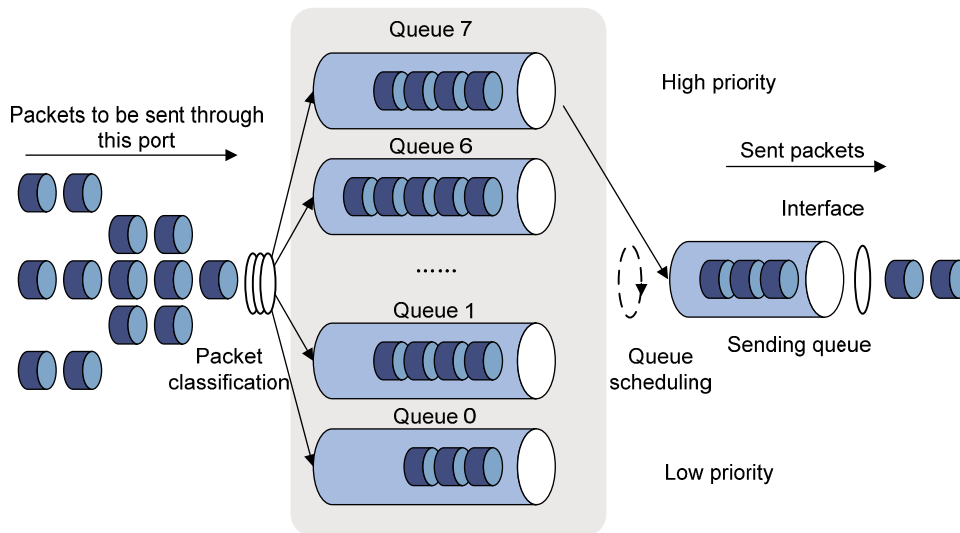 Queue 7
High priority
Packets to be sent through
this port
Queue 6
Sent packets
Interface
......
Queue 1
Packet
classification
Queue
scheduling
Sending queue
Queue 0
Low priority